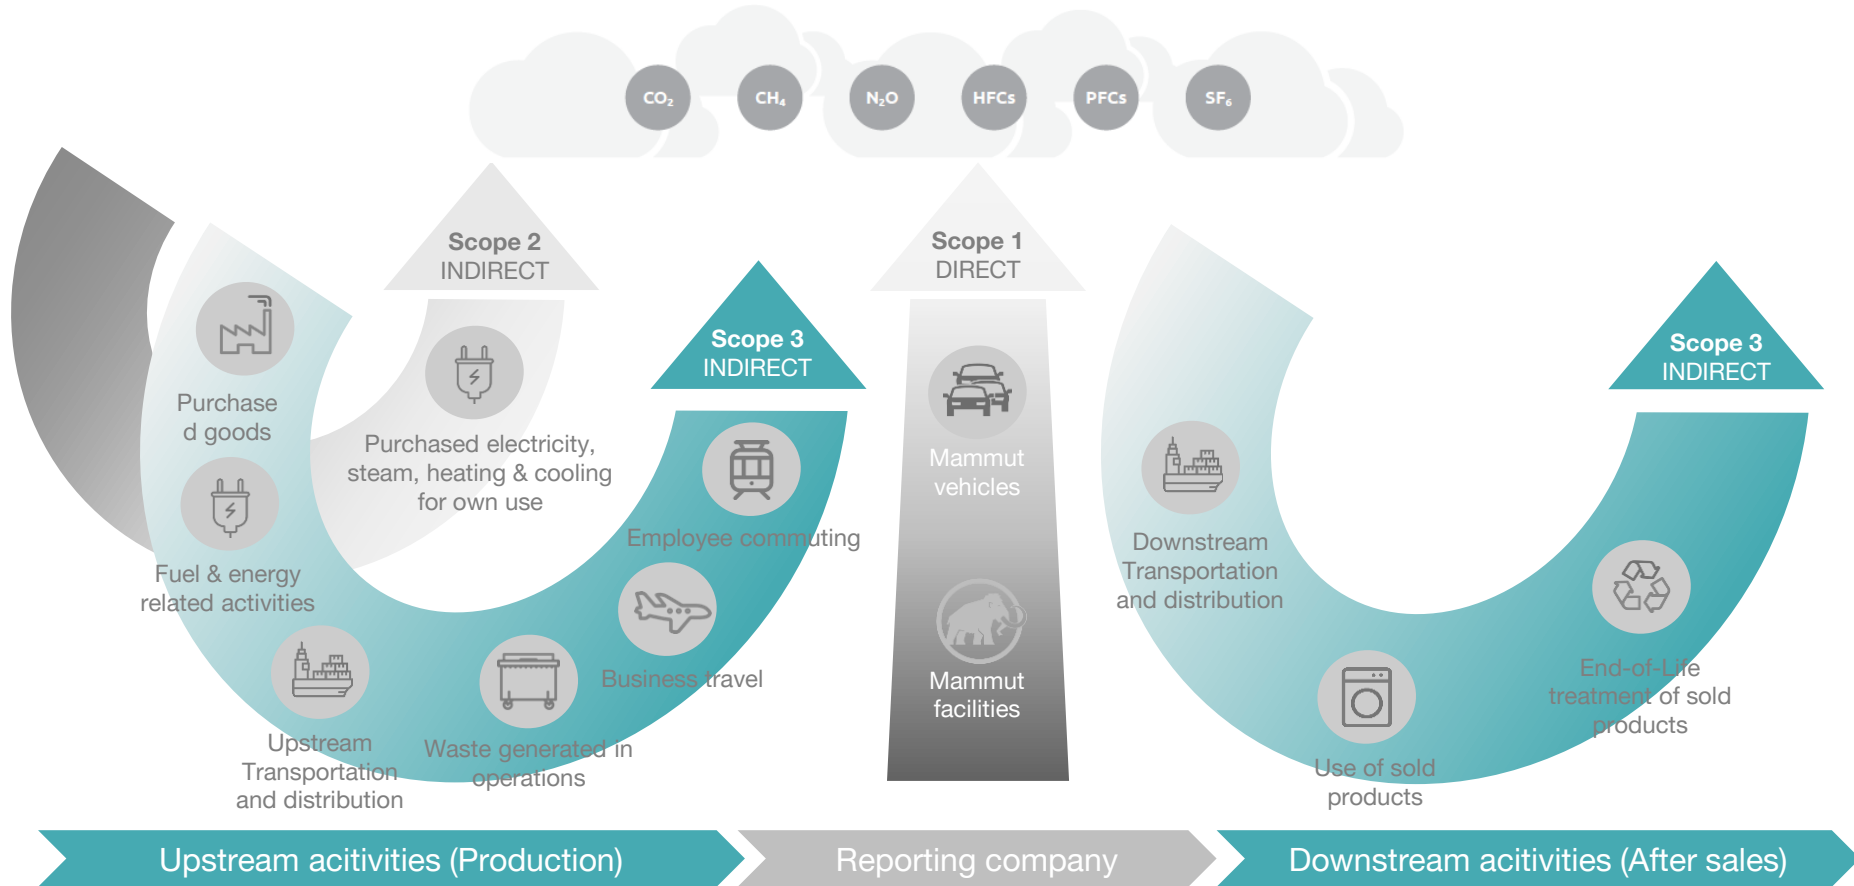 CO₂
CH₄
N₂O
HFCs
PFCs
SF₆
Scope 2
INDIRECT
Scope 1
DIRECT
Scope 3
INDIRECT
Scope 3
INDIRECT
Purchase
d goods
Purchased electricity,
steam, heating & cooling
for own use
Fuel & energy
related activities
Upstream
Transportation
and distribution
Waste generated in
operations
Business travel
Employee commuting
Mammut
vehicles
Mammut
facilities
Downstream
Transportation
and distribution
Use of sold
products
End-of-Life
treatment of sold
products
Upstream acitivities (Production)
Reporting company
Downstream acitivities (After sales)